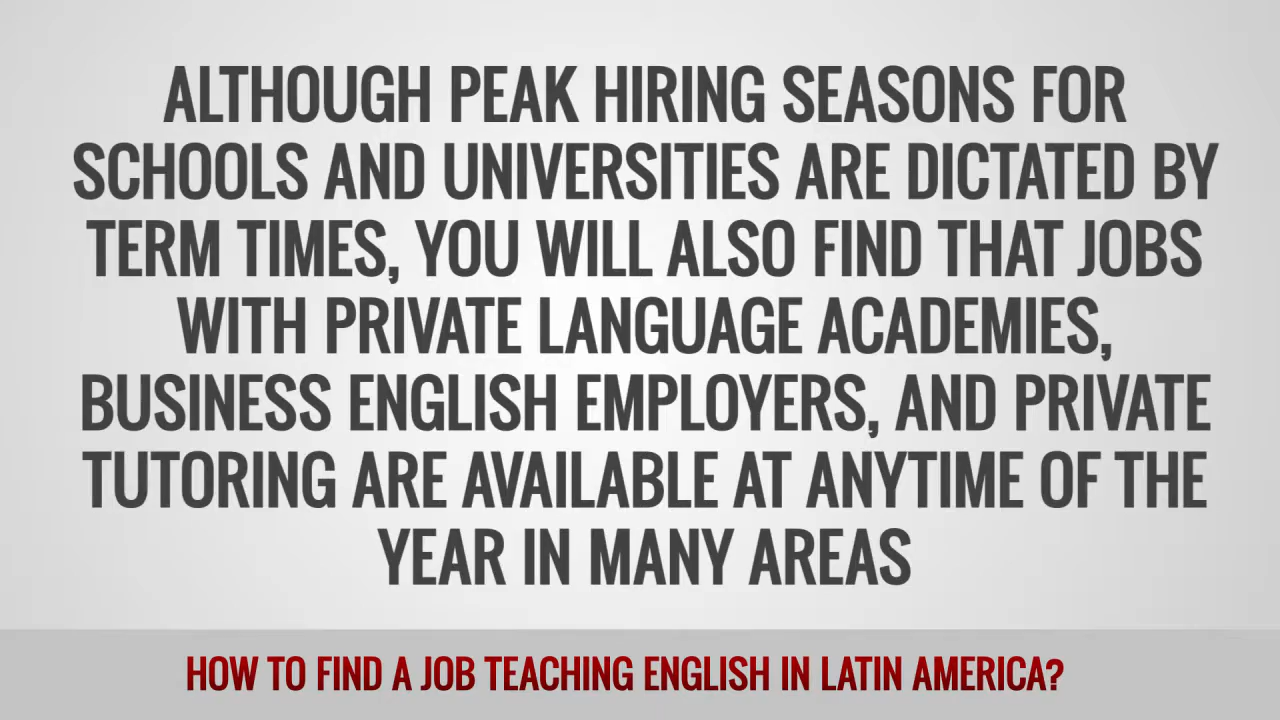 ALTHOUGH PEAK HIRING SEASONS FOR
SCHOOLS AND UNIVERSITIES ARE DICTATED BY
TERM TIMES, YOU WILL ALSO FIND THAT JOBS
WITH PRIVATE LANGUAGE ACADEMIES,
BUSINESS ENGLISH EMPLOYERS, AND PRIVATE
TUTORING ARE AVAILABLE AT ANYTIME OF THE
YEAR IN MANY AREAS
HOW TO FIND A JOB TEACHING ENGLISH IN LATIN AMERICA?